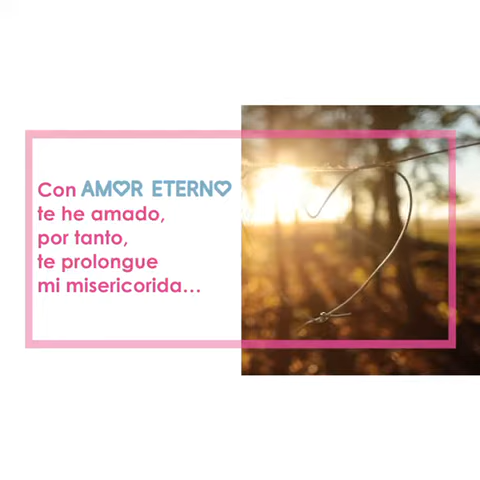 Con AMOR ETERNO
te he amado,
por tanto,
te prolongue
mi misericorida...